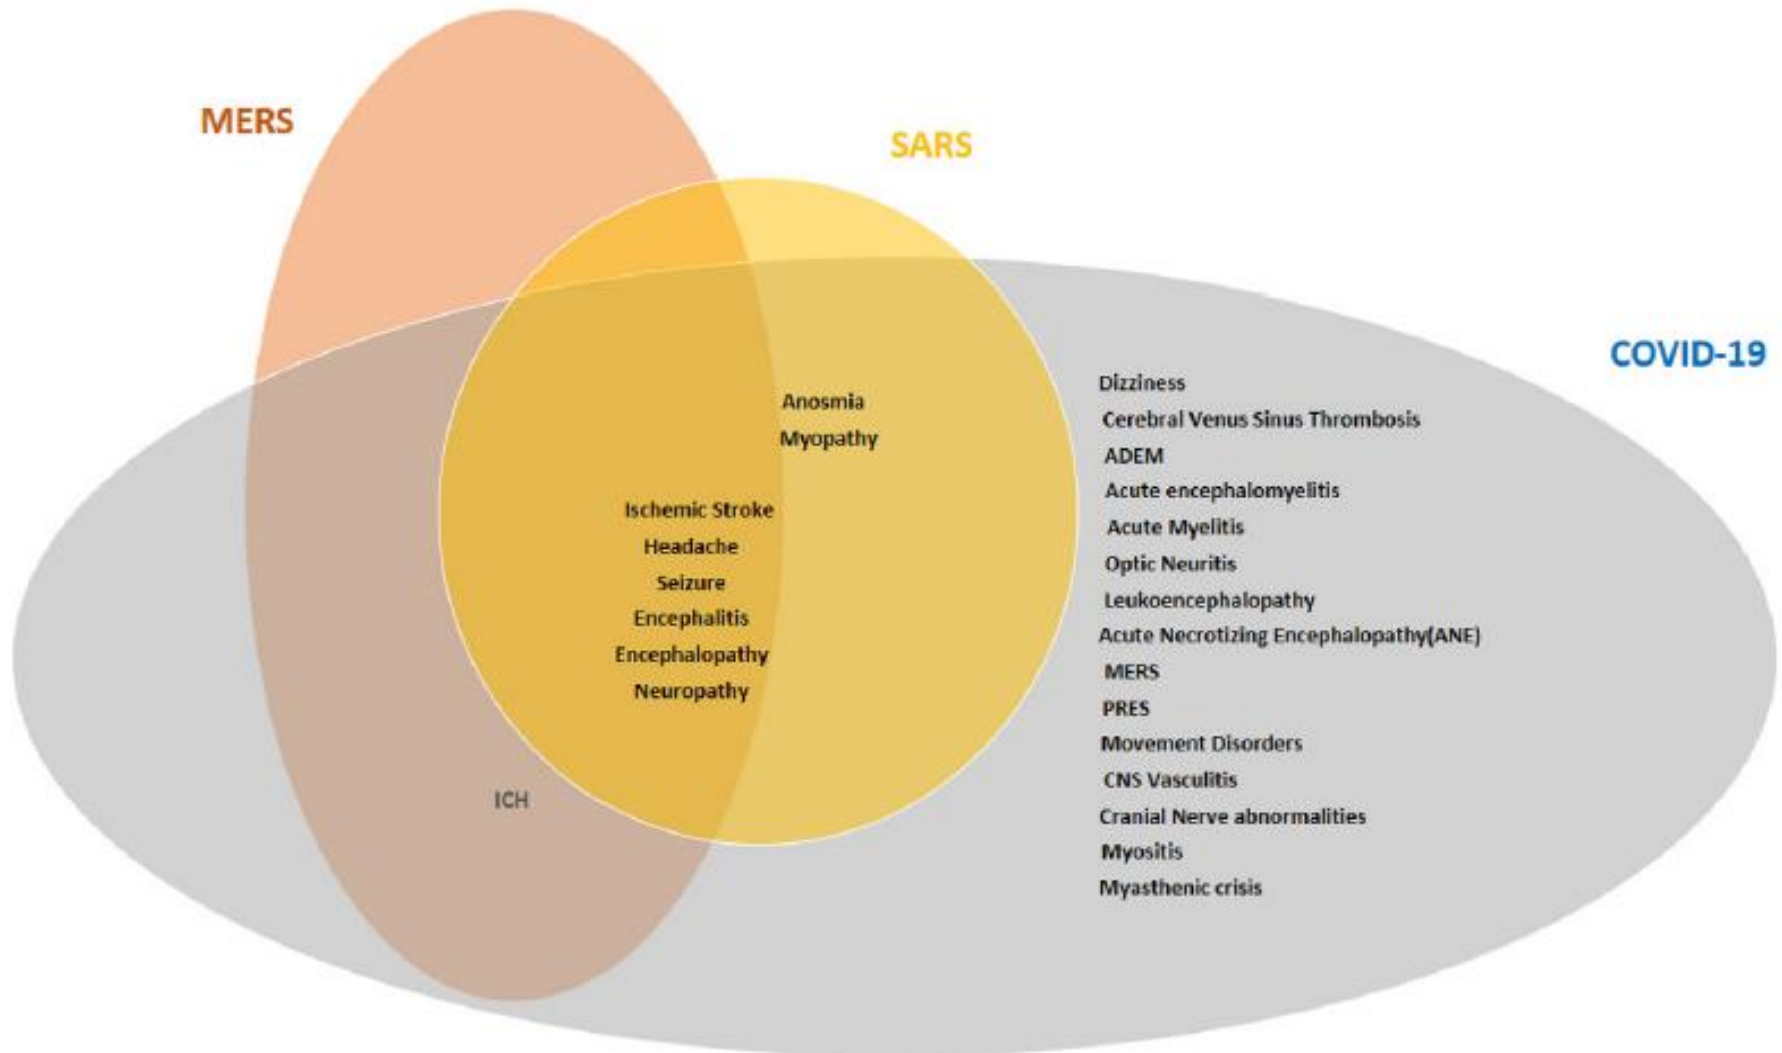 MERS
SARS
COVID-19
Anosmia
Myopathy
Ischemic Stroke
Headache
Seizure
Encephalitis
Encephalopathy
Neuropathy
ICH
Dizziness
Cerebral Venus Sinus Thrombosis
ADEM
Acute encephalomyelitis
Acute Myelitis
Optic Neuritis
Leukoencephalopathy
Acute Necrotizing Encephalopathy(ANE)
MERS
PRES
Movement Disorders
CNS Vasculitis
Cranial Nerve abnormalities
Myositis
Myasthenic crisis